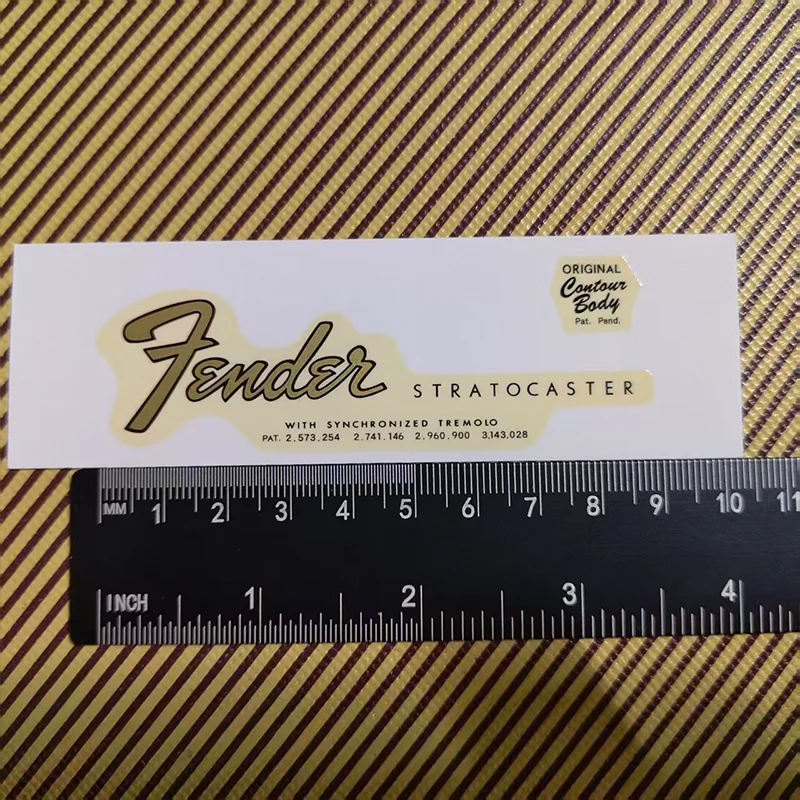 ORIGINAL
Contour
Body
Pat. Pend.
Fender STRATOCASTER
WITH SYNCHRONIZED TREMOLO
PAT. 2,573,254 2.741.146 2,960,900 3,143,028
MM 1 2 3 4 5 6 7 8 9 10 11
INCH 1 2 3 4